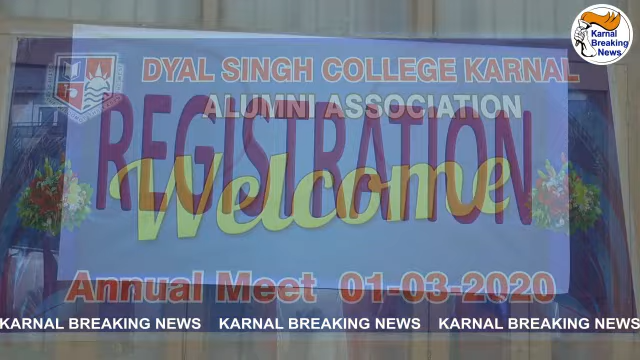 Karnal
Breaking
News
DYAL SINGH COLLEGE KARNAL
ALUMNI ASSOCIATION
REGISTRATION
Welcome
Annual Meet 01-03-2020
KARNAL BREAKING NEWS KARNAL BREAKING NEWS KARNAL BREAKING NEWS